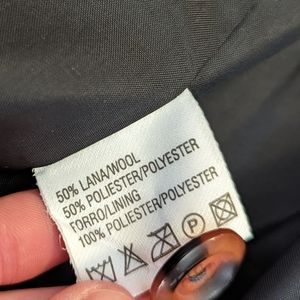 50% LANA/WOOL
50% POLIESTER/POLYESTER
FORRO/LINING
100% POLIESTER/POLYESTER
P